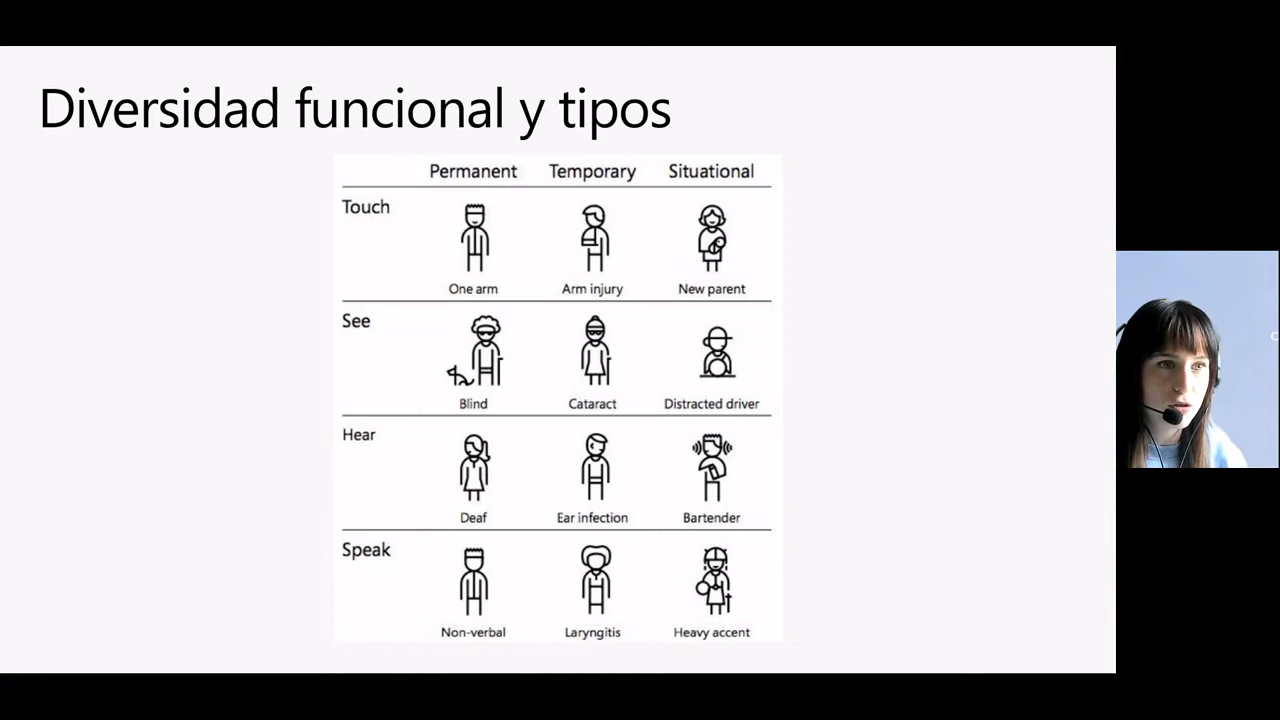 Diversidad funcional y tipos
Permanent Temporary Situational
Touch
One arm Arm injury New parent
See
Blind Cataract Distracted driver
Hear
Deaf Ear infection Bartender
Speak
Non-verbal Laryngitis Heavy accent